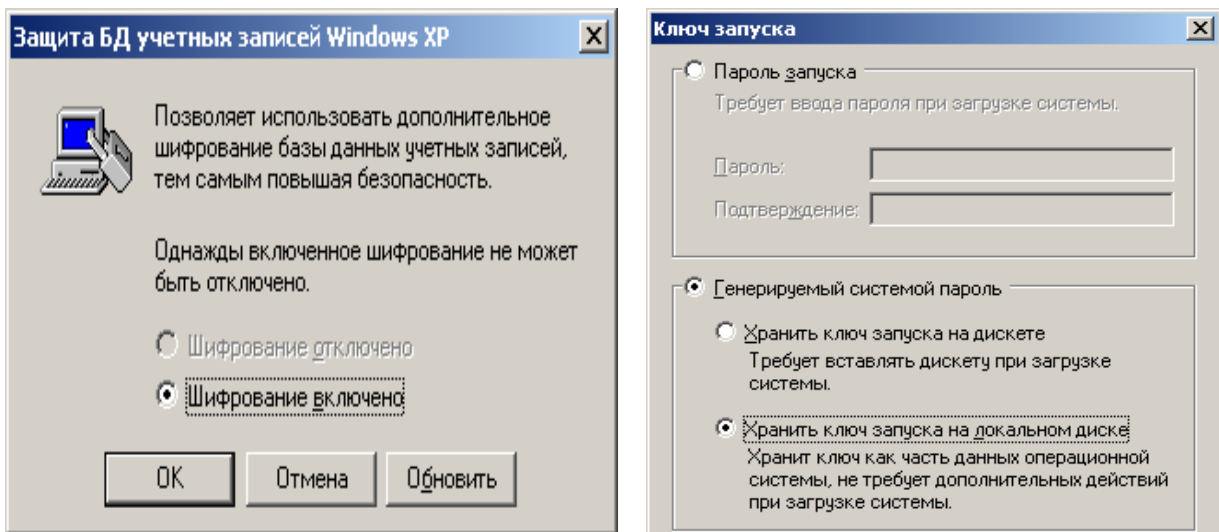 Защита БД учетных записей Windows XP
Позволяет использовать дополнительное
шифрование базы данных учетных записей,
тем самым повышая безопасность.
Однажды включенное шифрование не может
быть отключено.
Шифрование отключено
Шифрование включено
OK
Отмена
Обновить
Ключ запуска
Пароль запуска
Требует ввода пароля при загрузке системы.
Пароль:
Подтверждение:
Генерируемый системой пароль
Хранить ключ запуска на дискете
Требует вставлять дискету при загрузке
системы.
Хранить ключ запуска на локальном диске
Хранит ключ как часть данных операционной
системы, не требует дополнительных действий
при загрузке системы.